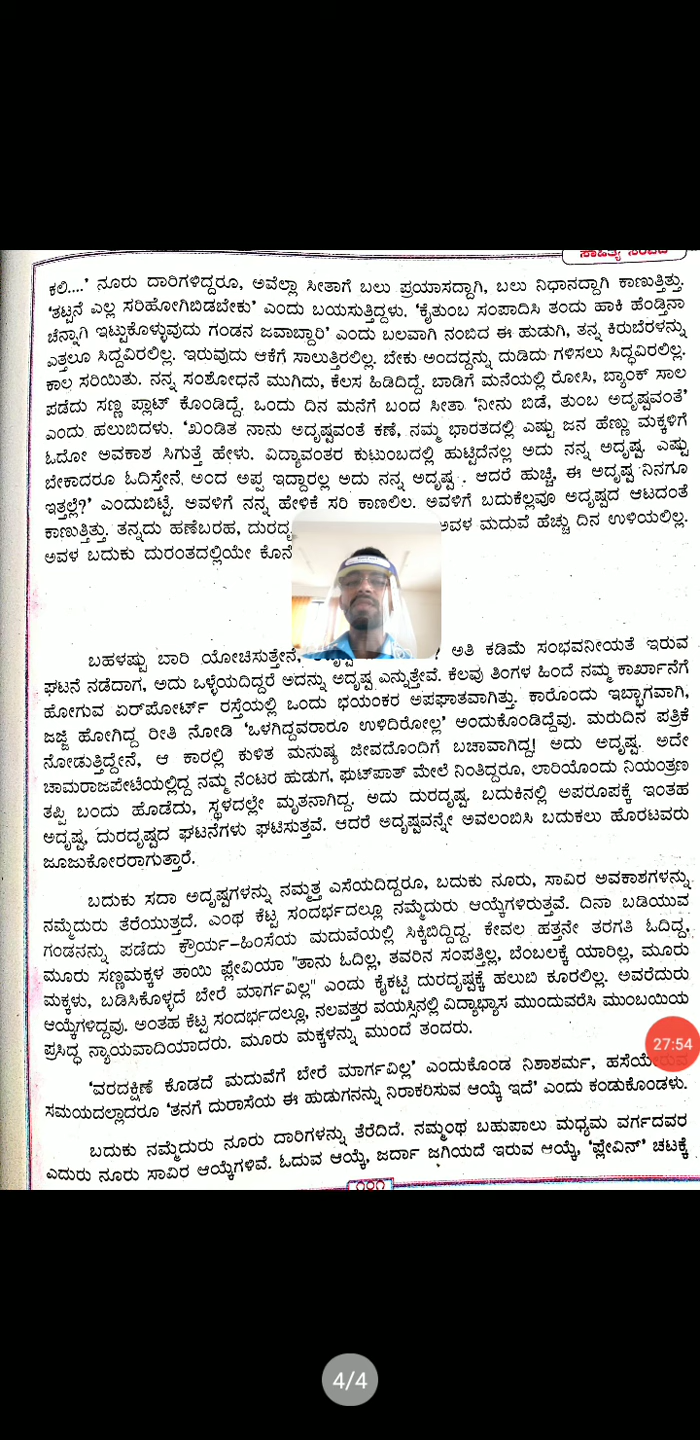 ಸಾಹಿತ್ಯ ಸಂಪದ
ಕಲಿ....’ ನೂರು ದಾರಿಗಳಿದ್ದರೂ, ಅವೆಲ್ಲಾ ಸೀತಾಗೆ ಬಲು ಪ್ರಯಾಸದ್ದಾಗಿ, ಬಲು ನಿಧಾನದ್ದಾಗಿ ಕಾಣುತ್ತಿತ್ತು.
‘ತಟ್ಟನೆ ಎಲ್ಲ ಸರಿಹೋಗಿಬಿಡಬೇಕು’ ಎಂದು ಬಯಸುತ್ತಿದ್ದಳು. ‘ಕೈತುಂಬ ಸಂಪಾದಿಸಿ ತಂದು ಹಾಕಿ ಹೆಂಡ್ತಿನಾ
ಚೆನ್ನಾಗಿ ಇಟ್ಟುಕೊಳ್ಳುವುದು ಗಂಡನ ಜವಾಬ್ದಾರಿ’ ಎಂದು ಬಲವಾಗಿ ನಂಬಿದ ಈ ಹುಡುಗಿ, ತನ್ನ ಕಿರುಬೆರಳನ್ನು
ಎತ್ತಲೂ ಸಿದ್ದವಿರಲಿಲ್ಲ. ಇರುವುದು ಆಕೆಗೆ ಸಾಲುತ್ತಿರಲಿಲ್ಲ. ಬೇಕು ಅಂದದ್ದನ್ನು ದುಡಿದು ಗಳಿಸಲು ಸಿದ್ಧವಿರಲಿಲ್ಲ.
ಕಾಲ ಸರಿಯಿತು. ನನ್ನ ಸಂಶೋಧನೆ ಮುಗಿದು, ಕೆಲಸ ಹಿಡಿದಿದ್ದೆ. ಬಾಡಿಗೆ ಮನೆಯಲ್ಲಿ ರೋಸಿ, ಬ್ಯಾಂಕ್ ಸಾಲ
ಪಡೆದು ಸಣ್ಣ ಪ್ಲಾಟ್ ಕೊಂಡಿದ್ದೆ. ಒಂದು ದಿನ ಮನೆಗೆ ಬಂದ ಸೀತಾ ‘ನೀನು ಬಿಡೆ, ತುಂಬ ಅದೃಷ್ಟವಂತೆ’
ಎಂದು ಹಲುಬಿದಳು. ‘ಖಂಡಿತ ನಾನು ಅದೃಷ್ಟವಂತೆ ಕಣೆ, ನಮ್ಮ ಭಾರತದಲ್ಲಿ ಎಷ್ಟು ಜನ ಹೆಣ್ಣು ಮಕ್ಕಳಿಗೆ
ಓದೋ ಅವಕಾಶ ಸಿಗುತ್ತೆ ಹೇಳು. ವಿದ್ಯಾವಂತರ ಕುಟುಂಬದಲ್ಲಿ ಹುಟ್ಟಿದೆನಲ್ಲ ಅದು ನನ್ನ ಅದೃಷ್ಟ. ಎಷ್ಟು
ಬೇಕಾದರೂ ಓದಿಸ್ತೇನೆ, ಅಂದ ಅಪ್ಪ ಇದ್ದಾರಲ್ಲ ಅದು ನನ್ನ ಅದೃಷ್ಟ. ಆದರೆ ಹುಚ್ಚಿ, ಈ ಅದೃಷ್ಟ ನಿನಗೂ
ಇತ್ತಲ್ಲೆ?’ ಎಂದುಬಿಟ್ಟೆ. ಅವಳಿಗೆ ನನ್ನ ಹೇಳಿಕೆ ಸರಿ ಕಾಣಲಿಲ. ಅವಳಿಗೆ ಬದುಕೆಲ್ಲವೂ ಅದೃಷ್ಟದ ಆಟದಂತೆ
ಕಾಣುತ್ತಿತ್ತು. ತನ್ನದು ಹಣೆಬರಹ, ಅವಳ ಮದುವೆ ಹೆಚ್ಚು ದಿನ ಉಳಿಯಲಿಲ್ಲ.
ಅವಳ ಬದುಕು ದುರಂತದಲ್ಲಿಯೇ
ಬಹಳಷ್ಟು ಬಾರಿ ಯೋಚಿಸುತ್ತೇನೆ, ಅತಿ ಕಡಿಮೆ ಸಂಭವನೀಯತೆ ಇರುವ
ಘಟನೆ ನಡೆದಾಗ, ಅದು ಒಳ್ಳೆಯದಿದ್ದರೆ ಅದನ್ನು ಅದೃಷ್ಟ ಎನ್ನುತ್ತೇವೆ. ಕೆಲವು ತಿಂಗಳ ಹಿಂದೆ ನಮ್ಮ ಕಾರ್ಖಾನೆಗೆ
ಹೋಗುವ ಏರ್‌ಪೋರ್ಟ್ ರಸ್ತೆಯಲ್ಲಿ ಒಂದು ಭಯಂಕರ ಅಪಘಾತವಾಗಿತ್ತು. ಕಾರೊಂದು ಇಬ್ಭಾಗವಾಗಿ,
ಜಜ್ಜಿ ಹೋಗಿದ್ದ ರೀತಿ ನೋಡಿ ‘ಒಳಗಿದ್ದವರಾರೂ ಉಳಿದಿರೋಲ್ಲ’ ಅಂದುಕೊಂಡಿದ್ದೆವು. ಮರುದಿನ ಪತ್ರಿಕೆ
ನೋಡುತ್ತಿದ್ದೇನೆ, ಆ ಕಾರಲ್ಲಿ ಕುಳಿತ ಮನುಷ್ಯ ಜೀವದೊಂದಿಗೆ ಬಚಾವಾಗಿದ್ದ! ಅದು ಅದೃಷ್ಟ. ಅದೇ
ಚಾಮರಾಜಪೇಟೆಯಲ್ಲಿದ್ದ ನಮ್ಮ ನೆಂಟರ ಹುಡುಗ, ಫುಟ್‌ಪಾತ್ ಮೇಲೆ ನಿಂತಿದ್ದರೂ, ಲಾರಿಯೊಂದು ನಿಯಂತ್ರಣ
ತಪ್ಪಿ ಬಂದು ಹೊಡೆದು, ಸ್ಥಳದಲ್ಲೇ ಮೃತನಾಗಿದ್ದ. ಅದು ದುರದೃಷ್ಟ. ಬದುಕಿನಲ್ಲಿ ಅಪರೂಪಕ್ಕೆ ಇಂತಹ
ಅದೃಷ್ಟ, ದುರದೃಷ್ಟದ ಘಟನೆಗಳು ಘಟಿಸುತ್ತವೆ. ಆದರೆ ಅದೃಷ್ಟವನ್ನೇ ಅವಲಂಬಿಸಿ ಬದುಕಲು ಹೊರಟವರು
ಜೂಜುಕೋರರಾಗುತ್ತಾರೆ.
ಬದುಕು ಸದಾ ಅದೃಷ್ಟಗಳನ್ನು ನಮ್ಮತ್ತ ಎಸೆಯದಿದ್ದರೂ, ಬದುಕು ನೂರು, ಸಾವಿರ ಅವಕಾಶಗಳನ್ನು
ನಮ್ಮೆದುರು ತೆರೆಯುತ್ತದೆ. ಎಂಥ ಕೆಟ್ಟ ಸಂದರ್ಭದಲ್ಲೂ ನಮ್ಮೆದುರು ಆಯ್ಕೆಗಳಿರುತ್ತವೆ. ದಿನಾ ಬಡಿಯುವ
ಗಂಡನನ್ನು ಪಡೆದು ಕ್ರೌರ್ಯ–ಹಿಂಸೆಯ ಮದುವೆಯಲ್ಲಿ ಸಿಕ್ಕಿಬಿದ್ದಿದ್ದ. ಕೇವಲ ಹತ್ತನೇ ತರಗತಿ ಓದಿದ್ದ,
ಮೂರು ಸಣ್ಣಮಕ್ಕಳ ತಾಯಿ ಫ್ಲೇವಿಯಾ "ತಾನು ಓದಿಲ್ಲ, ತವರಿನ ಸಂಪತ್ತಿಲ್ಲ, ಬೆಂಬಲಕ್ಕೆ ಯಾರಿಲ್ಲ, ಮೂರು
ಮಕ್ಕಳು, ಬಡಿಸಿಕೊಳ್ಳದೆ ಬೇರೆ ಮಾರ್ಗವಿಲ್ಲ" ಎಂದು ಕೈಕಟ್ಟಿ ದುರದೃಷ್ಟಕ್ಕೆ ಹಲುಬಿ ಕೂರಲಿಲ್ಲ. ಅವರೆದುರು
ಆಯ್ಕೆಗಳಿದ್ದವು. ಅಂತಹ ಕೆಟ್ಟ ಸಂದರ್ಭದಲ್ಲೂ, ನಲವತ್ತರ ವಯಸ್ಸಿನಲ್ಲಿ ವಿದ್ಯಾಭ್ಯಾಸ ಮುಂದುವರೆಸಿ ಮುಂಬಯಿಯ
ಪ್ರಸಿದ್ಧ ನ್ಯಾಯವಾದಿಯಾದರು. ಮೂರು ಮಕ್ಕಳನ್ನು ಮುಂದೆ ತಂದರು.
27:54
‘ವರದಕ್ಷಿಣೆ ಕೊಡದೆ ಮದುವೆಗೆ ಬೇರೆ ಮಾರ್ಗವಿಲ್ಲ’ ಎಂದುಕೊಂಡ ನಿಶಾಶರ್ಮ,
ಸಮಯದಲ್ಲಾದರೂ ‘ತನಗೆ ದುರಾಸೆಯ ಈ ಹುಡುಗನನ್ನು ನಿರಾಕರಿಸುವ ಆಯ್ಕೆ ಇದೆ’ ಎಂದು ಕಂಡುಕೊಂಡಳು.
ಬದುಕು ನಮ್ಮೆದುರು ನೂರು ದಾರಿಗಳನ್ನು ತೆರೆದಿದೆ. ನಮ್ಮಂಥ ಬಹುಪಾಲು ಮಧ್ಯಮ ವರ್ಗದವರ
ಎದುರು ನೂರು ಸಾವಿರ ಆಯ್ಕೆಗಳಿವೆ. ಓದುವ ಆಯ್ಕೆ, ಜರ್ದಾ ಜಗಿಯದೆ ಇರುವ ಆಯ್ಕೆ, ‘ಫ್ಲೇವಿನ್’ ಚಟಕ್ಕೆ
೧೦೧
4/4